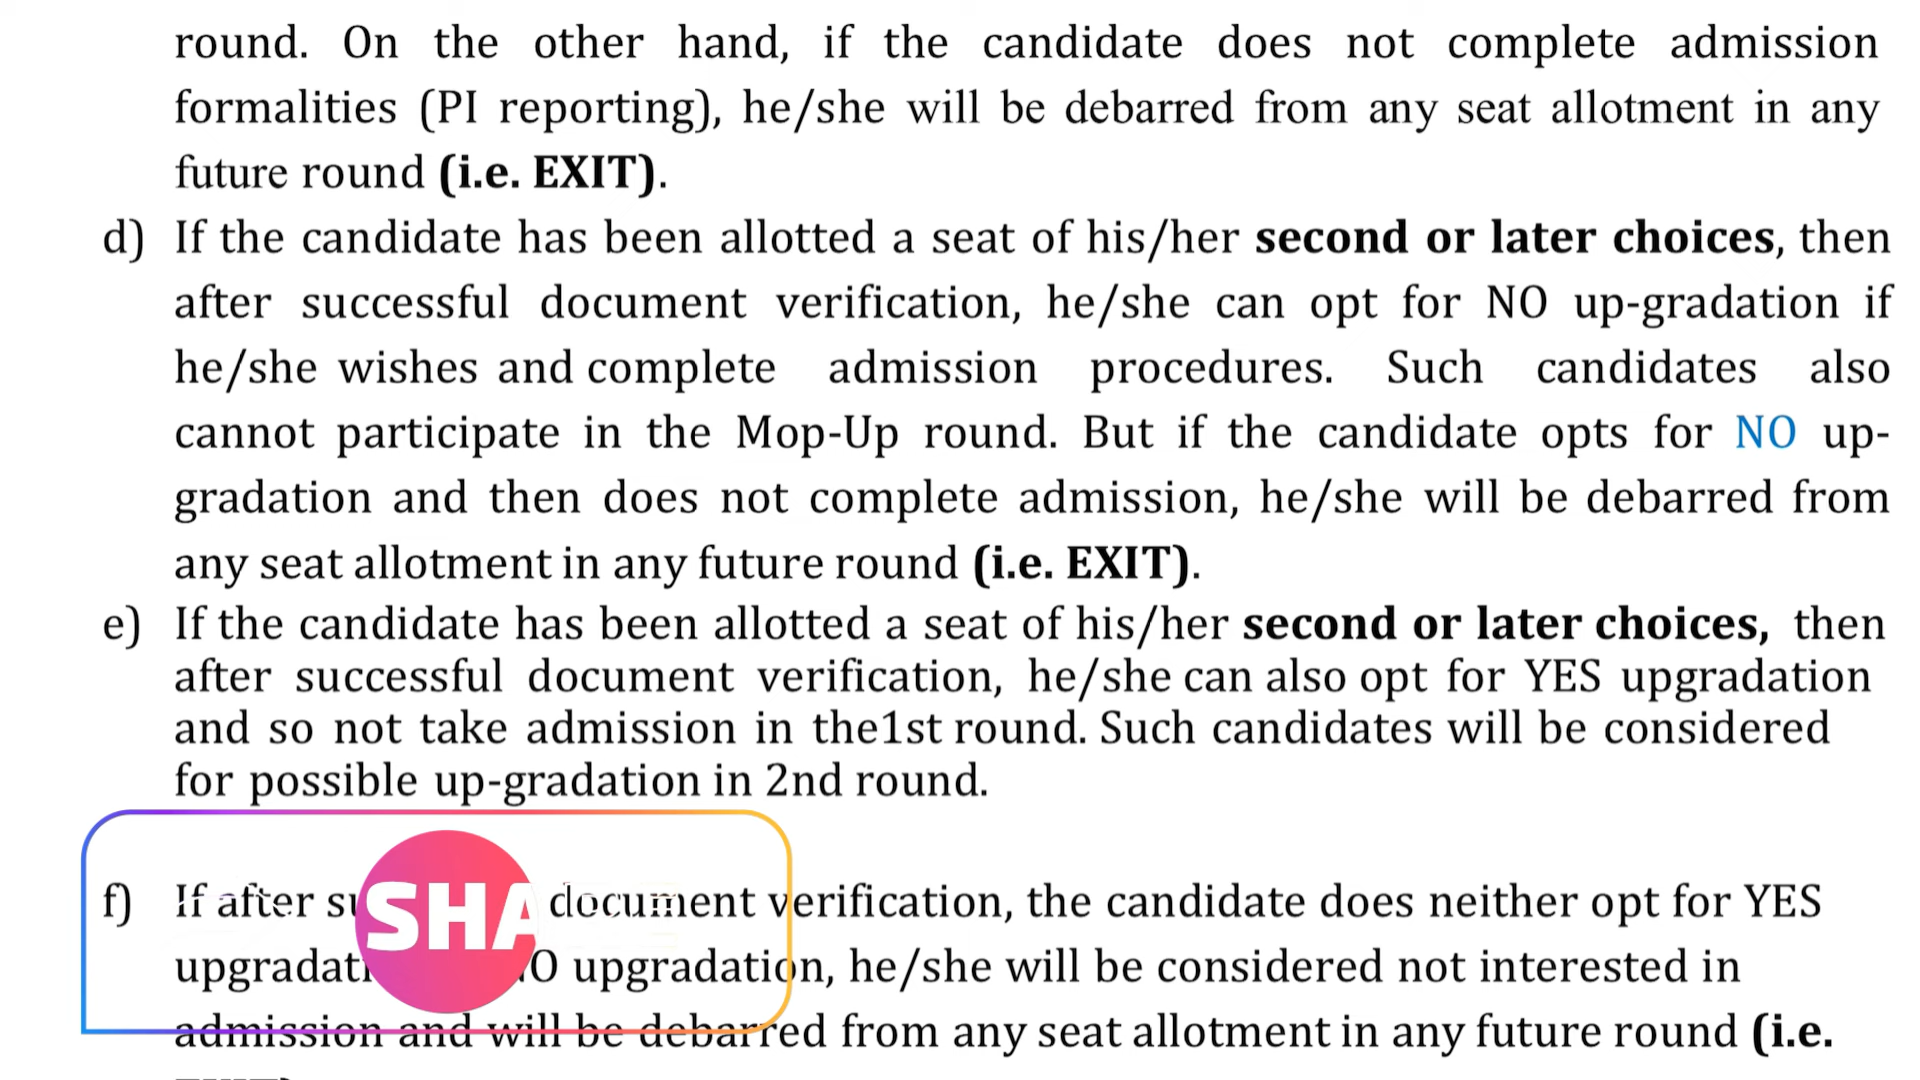 round. On the other hand, if the candidate does not complete admission
formalities (PI reporting), he/she will be debarred from any seat allotment in any
future round (i.e. EXIT).
d) If the candidate has been allotted a seat of his/her second or later choices, then
after successful document verification, he/she can opt for NO up-gradation if
he/she wishes and complete admission procedures. Such candidates also
cannot participate in the Mop-Up round. But if the candidate opts for NO up-
gradation and then does not complete admission, he/she will be debarred from
any seat allotment in any future round (i.e. EXIT).
e) If the candidate has been allotted a seat of his/her second or later choices, then
after successful document verification, he/she can also opt for YES upgradation
and so not take admission in the1st round. Such candidates will be considered
for possible up-gradation in 2nd round.
f) If after document verification, the candidate does neither opt for YES
SHA
upgradation, he/she will be considered not interested in
admission and will be debarred from any seat allotment in any future round (i.e.